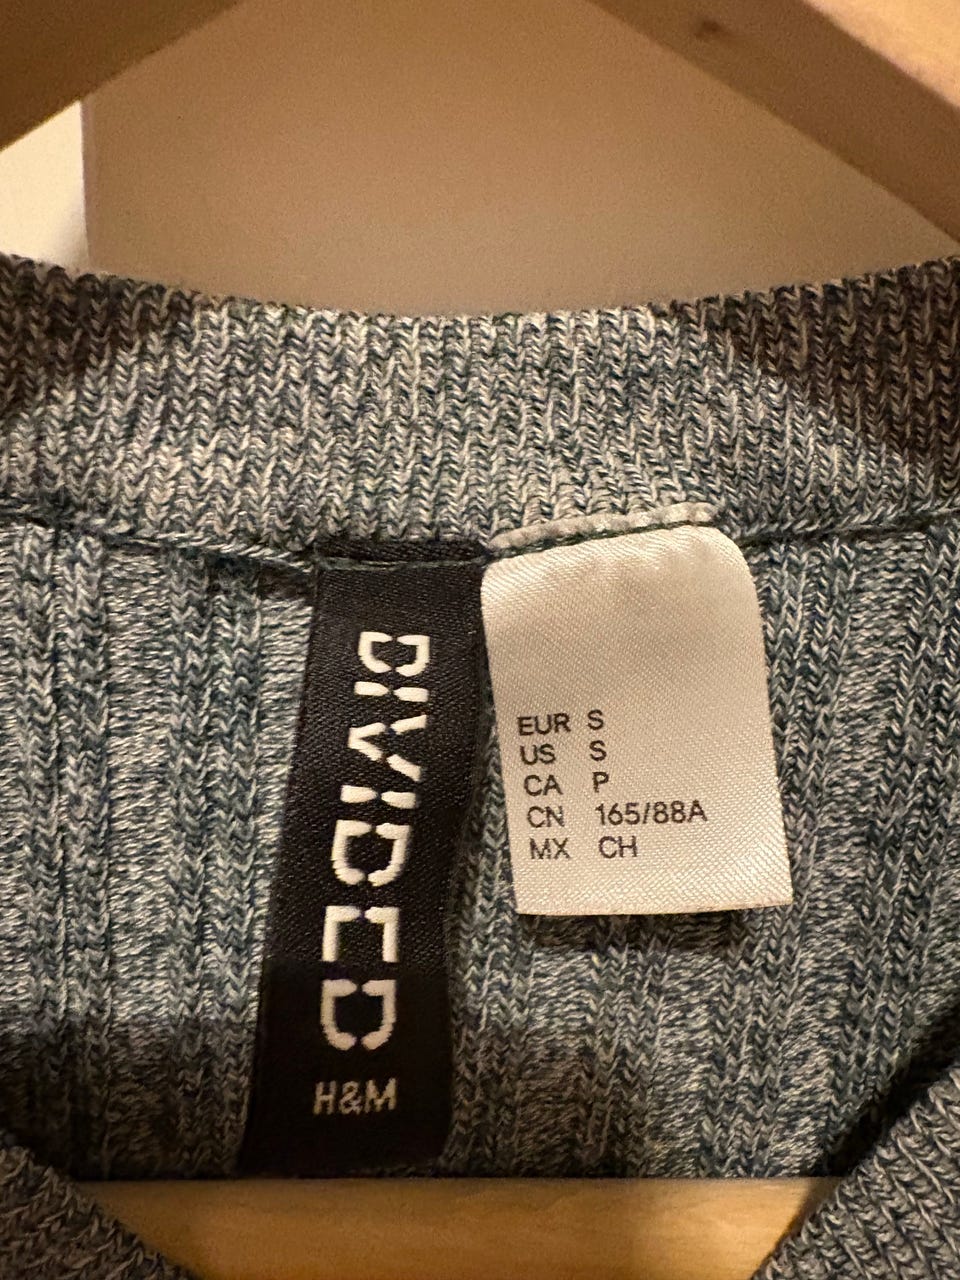 DIVIDED
H&M
EUR S
US S
CA P
CN 165/88A
MX CH